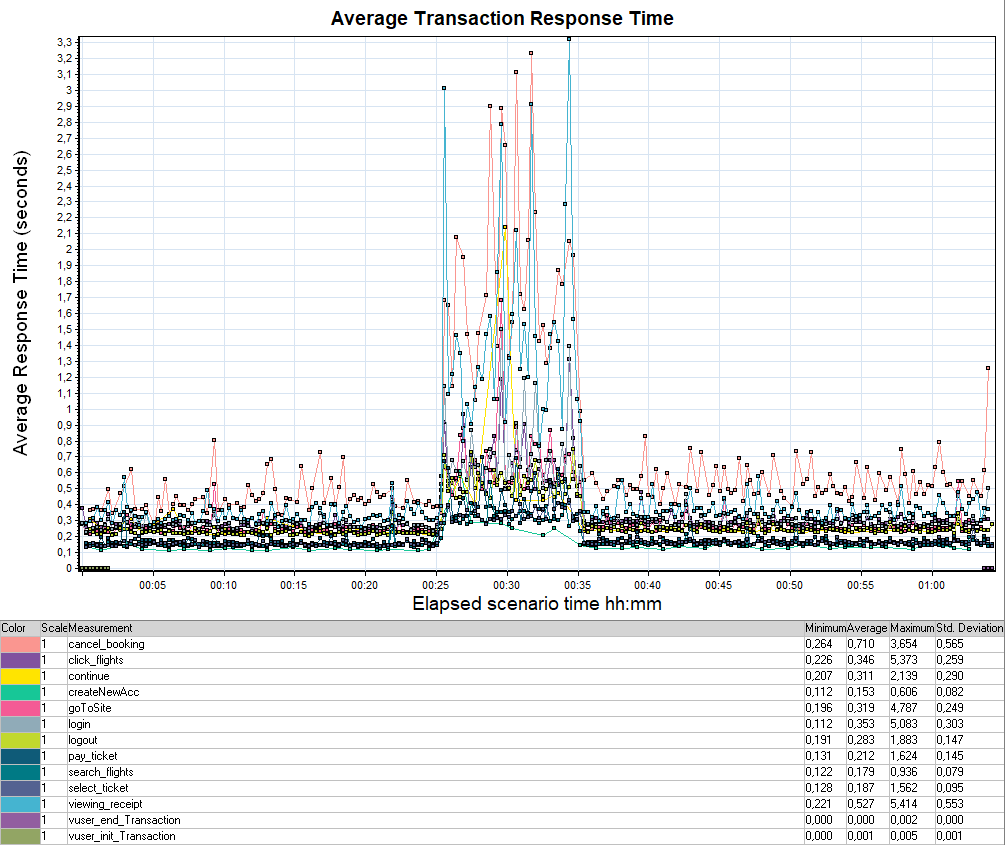 Average Transaction Response Time
Average Response Time (seconds)
3,3
3,2
3,1
3
2,9
2,8
2,7
2,6
2,5
2,4
2,3
2,2
2,1
2
1,9
1,8
1,7
1,6
1,5
1,4
1,3
1,2
1,1
1
0,9
0,8
0,7
0,6
0,5
0,4
0,3
0,2
0,1
0
00:05 00:10 00:15 00:20 00:25 00:30 00:35 00:40 00:45 00:50 00:55 01:00
Elapsed scenario time hh:mm
Color Scale Measurement Minimum Average Maximum Std. Deviation
1 cancel_booking 0,264 0,710 3,654 0,565
1 click_flights 0,226 0,346 5,373 0,259
1 continue 0,207 0,311 2,139 0,290
1 createNewAcc 0,112 0,153 0,606 0,082
1 goToSite 0,196 0,319 4,787 0,249
1 login 0,112 0,353 5,083 0,303
1 logout 0,191 0,283 1,883 0,147
1 pay_ticket 0,131 0,212 1,624 0,145
1 search_flights 0,122 0,179 0,936 0,079
1 select_ticket 0,128 0,187 1,562 0,095
1 viewing_receipt 0,221 0,527 5,414 0,553
1 vuser_end_Transaction 0,000 0,000 0,002 0,000
1 vuser_init_Transaction 0,000 0,001 0,005 0,001